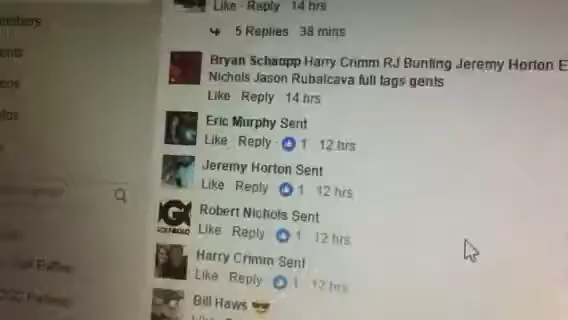 Like · Reply · 14 hrs
5 Replies · 38 mins
Bryan Schaupp Harry Crimm RJ Bunting Jeremy Horton E
Nichols Jason Rubalcava full tags gents
Like · Reply · 14 hrs
Eric Murphy Sent
Like · Reply · 1 · 12 hrs
Jeremy Horton Sent
Like · Reply · 1 · 12 hrs
Robert Nichols Sent
Like · Reply · 1 · 12 hrs
Harry Crimm Sent
Like · Reply · 1 · 12 hrs
Bill Haws 😎